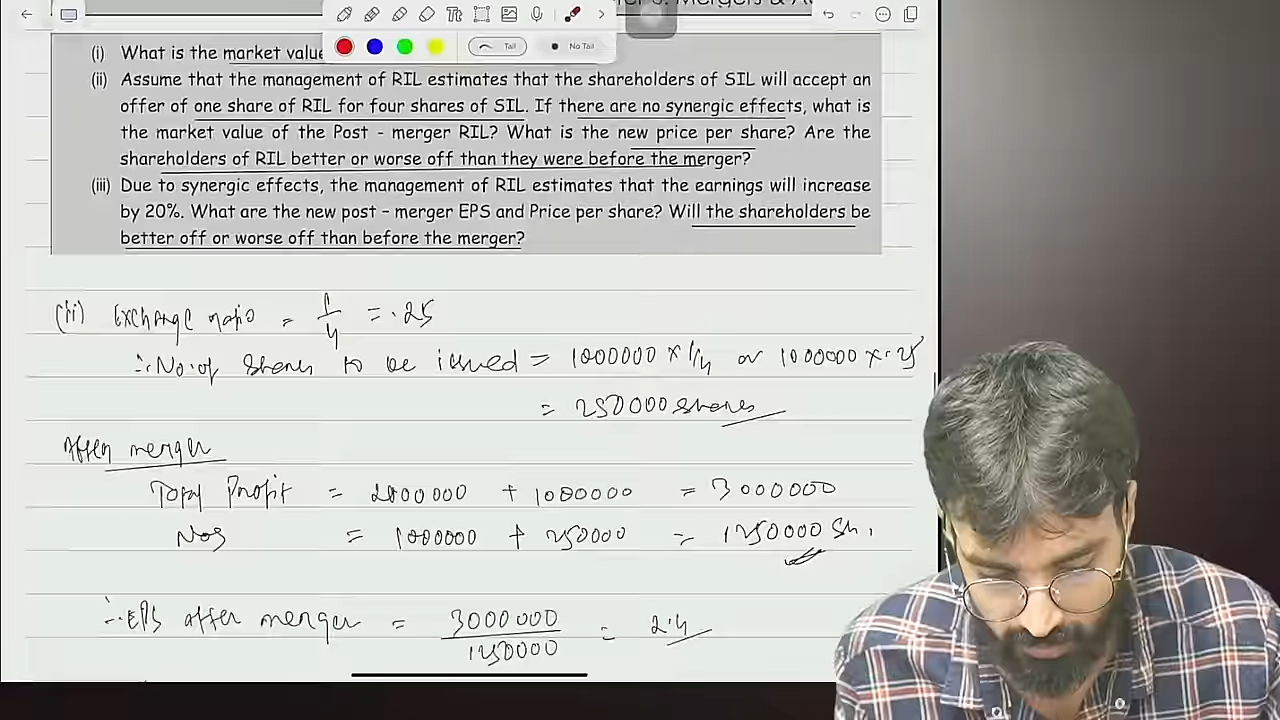 (i) What is the market value
(ii) Assume that the management of RIL estimates that the shareholders of SIL will accept an
offer of one share of RIL for four shares of SIL. If there are no synergic effects, what is
the market value of the Post - merger RIL? What is the new price per share? Are the
shareholders of RIL better or worse off than they were before the merger?
(iii) Due to synergic effects, the management of RIL estimates that the earnings will increase
by 20%. What are the new post - merger EPS and Price per share? Will the shareholders be
better off or worse off than before the merger?
Tail
No Tail
Exchange ratio = 1/4 = .25
∴ No. of Shares to be issued = 1000000 × 1/4 or 1000000 × .25
= 250000 shares
After merger
Total Profit = 2000000 + 1000000 = 3000000
Nos = 1000000 + 250000 = 1250000 Sh.
∴ EPS after merger = 3000000 / 1250000 = 2.4